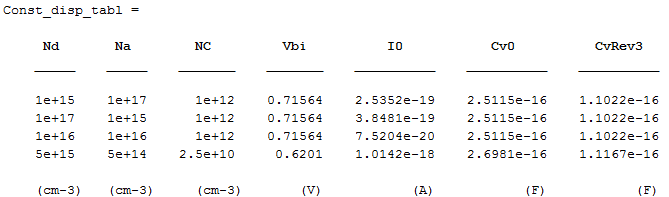 Const_disp_tabl =
Nd Na NC Vbi I0 Cv0 CvRev3
1e+15 1e+17 1e+12 0.71564 2.5352e-19 2.5115e-16 1.1022e-16
1e+17 1e+15 1e+12 0.71564 3.8481e-19 2.5115e-16 1.1022e-16
1e+16 1e+16 1e+12 0.71564 7.5204e-20 2.5115e-16 1.1022e-16
5e+15 5e+14 2.5e+10 0.6201 1.0142e-18 2.6981e-16 1.1167e-16
(cm-3) (cm-3) (cm-3) (V) (A) (F) (F)